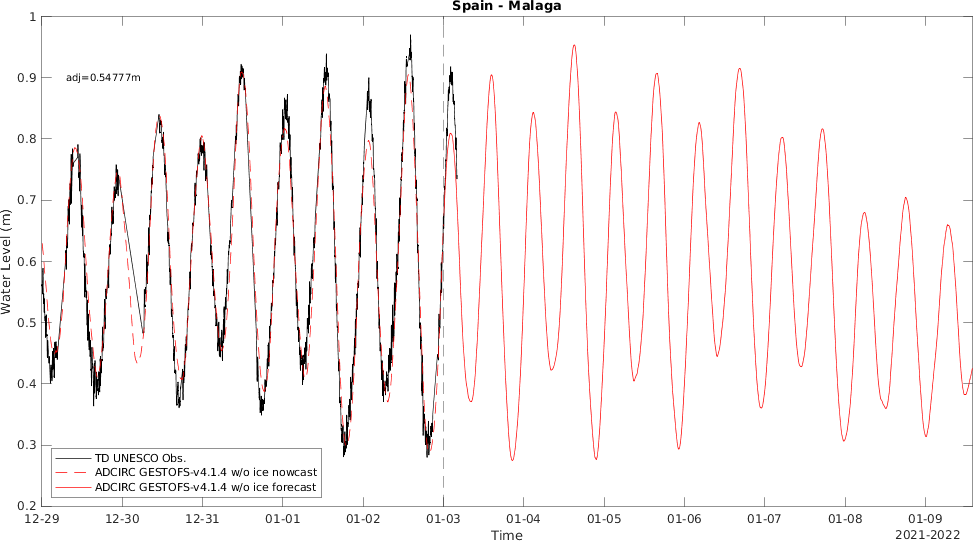 Spain - Malaga
1
0.9
0.8
0.7
0.6
0.5
0.4
0.3
0.2
Water Level (m)
adj=0.54777m
TD UNESCO Obs.
ADCIRC GESTOFS-v4.1.4 w/o ice nowcast
ADCIRC GESTOFS-v4.1.4 w/o ice forecast
12-29 12-30 12-31 01-01 01-02 01-03 01-04 01-05 01-06 01-07 01-08 01-09
Time
2021-2022